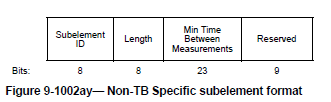 Subelement ID
Length
Min Time Between Measurements
Reserved
Bits: 8 8 23 9
Figure 9-1002ay— Non-TB Specific subelement format